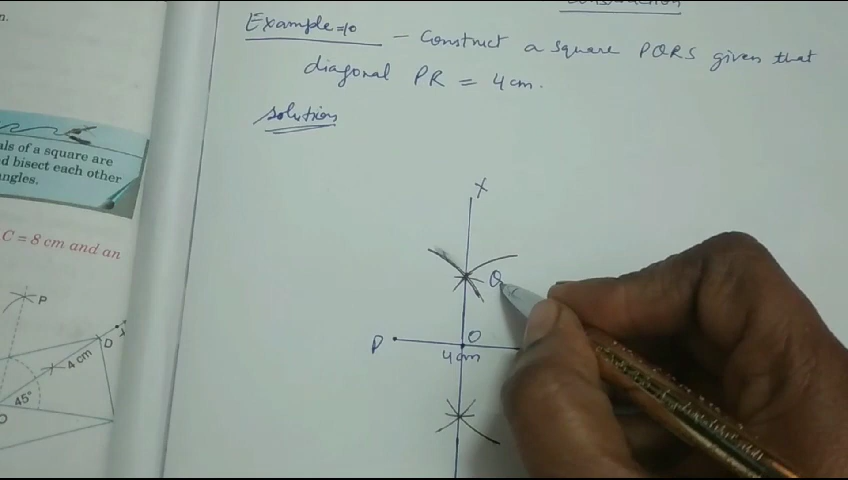 Example=10 - Construct a square PQRS given that
diagonal PR = 4cm.
Solution
X
Q
P
O
4cm
als of a square are
d bisect each other
ngles.
C = 8 cm and an
P
4 cm
45°